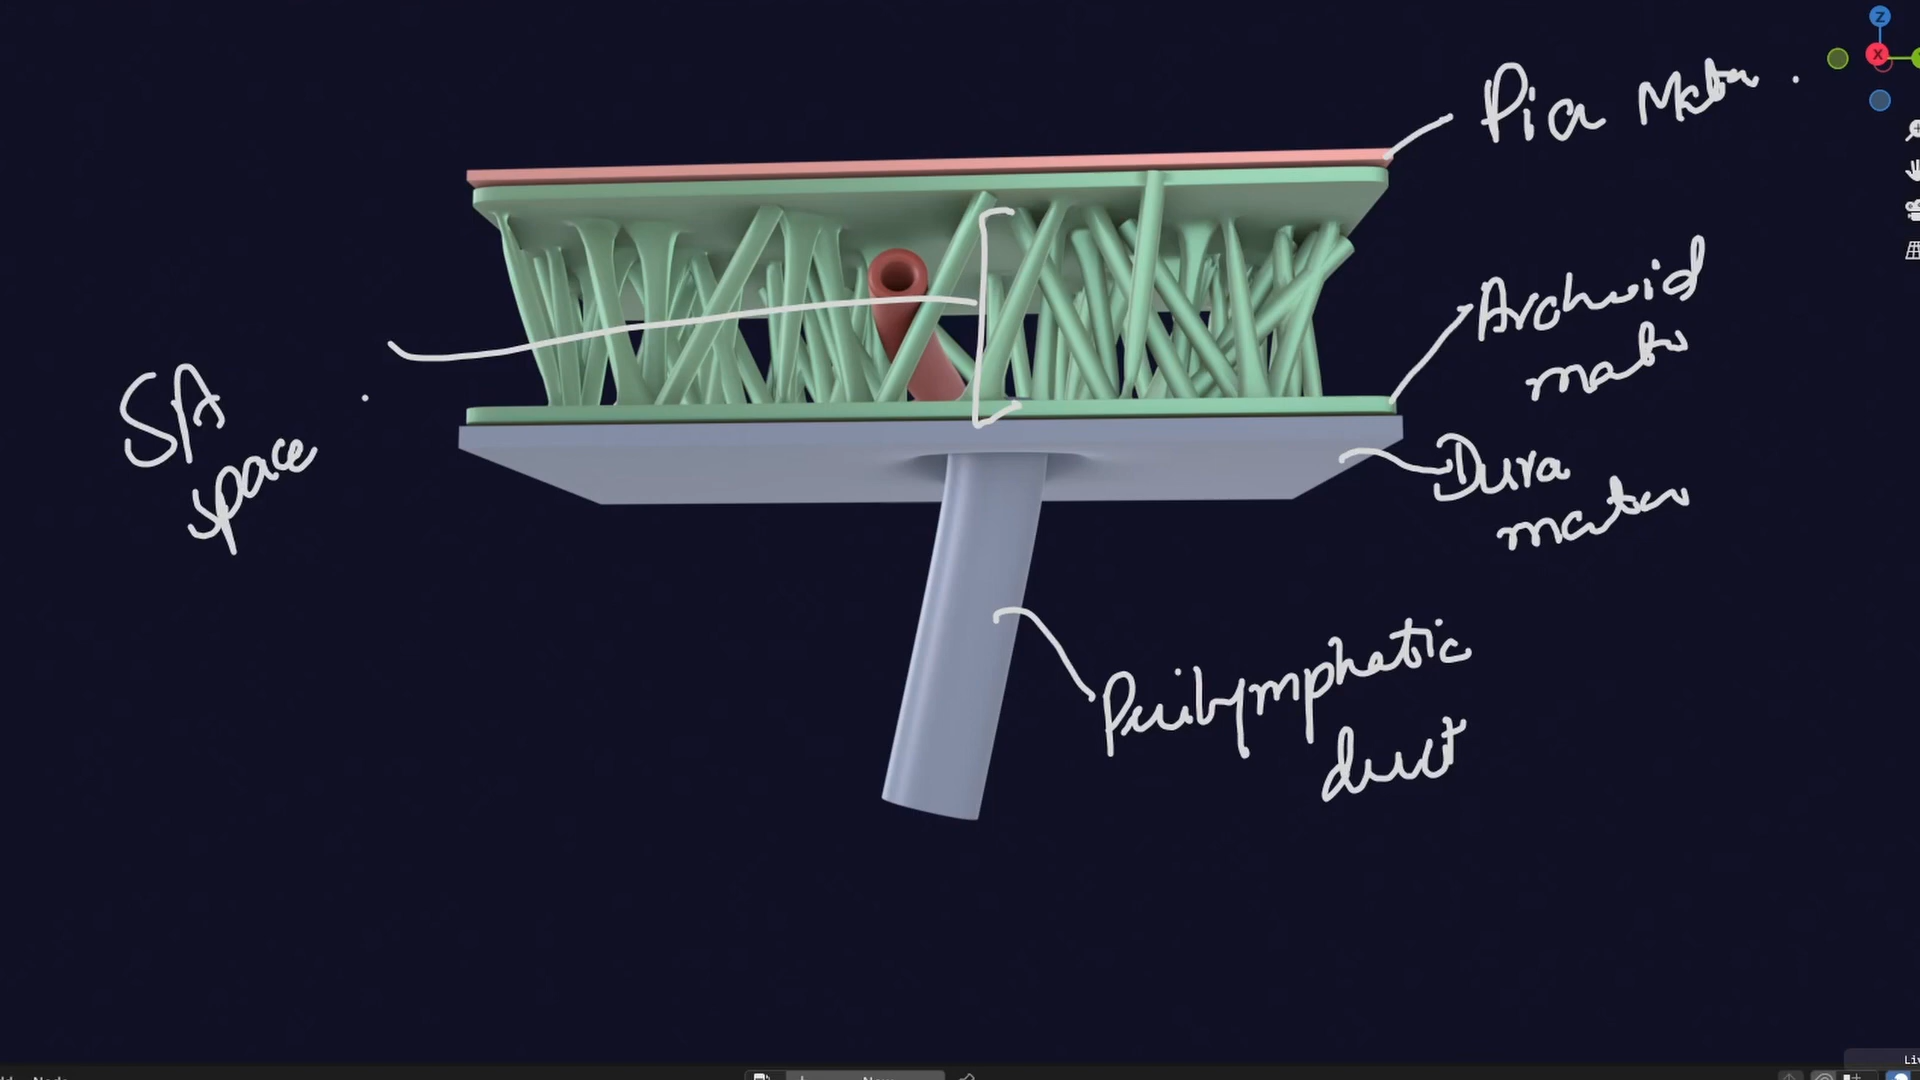 Z
X
Pia Mater.
Archnoid
mater
SA
space
Dura
mater
Perilymphatic
duct